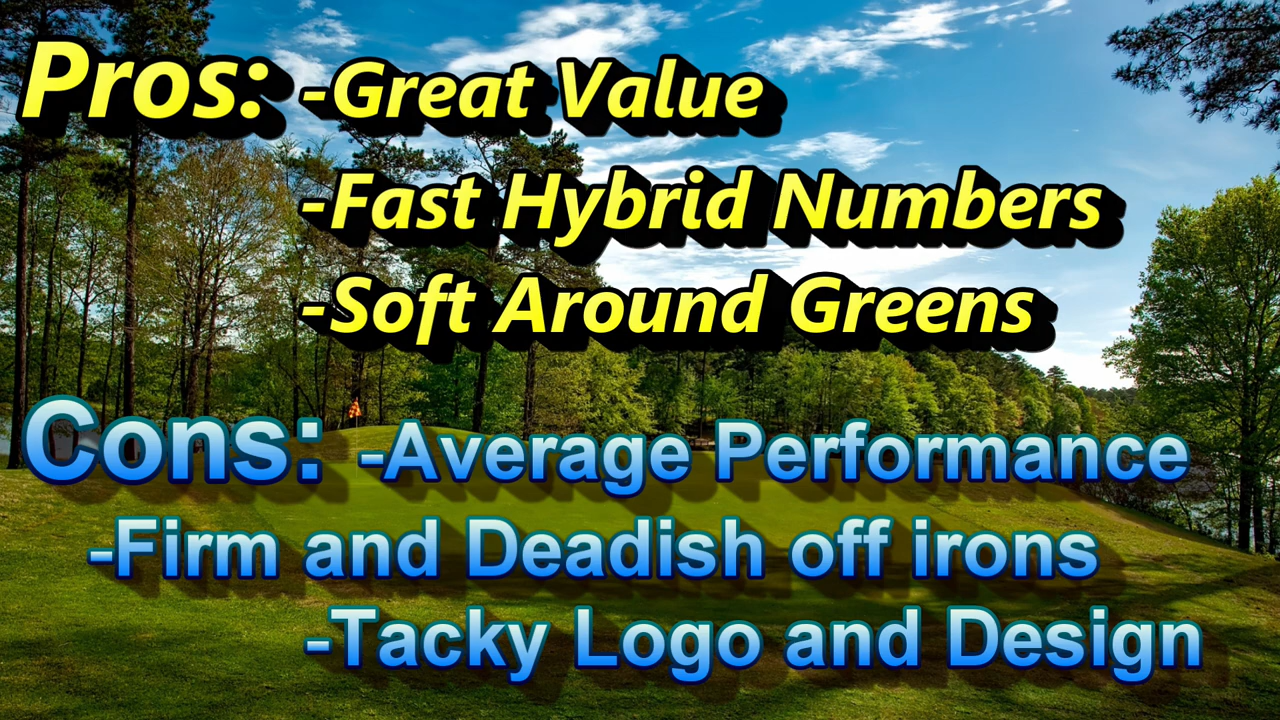 Pros: -Great Value
-Fast Hybrid Numbers
-Soft Around Greens
Cons: -Average Performance
-Firm and Deadish off irons
-Tacky Logo and Design